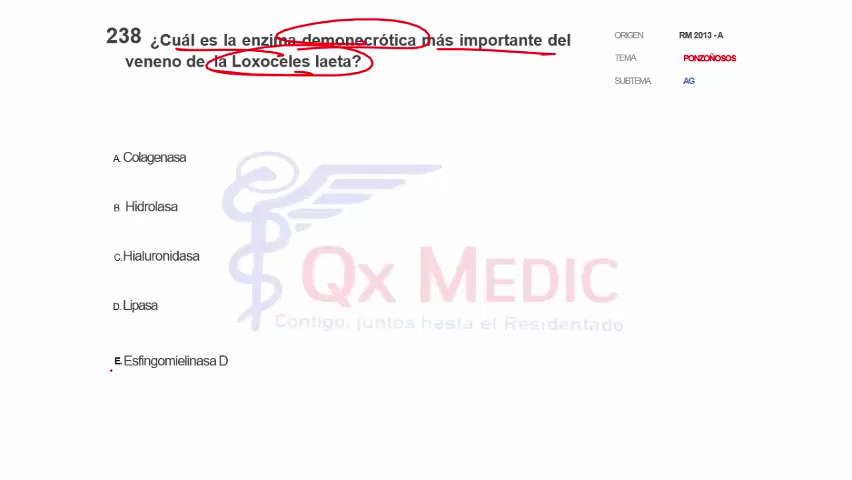 238 ¿Cuál es la enzima demonecrótica más importante del
veneno de la Loxoceles laeta?
ORIGEN RM 2013 - A
TEMA PONZOÑOSOS
SUBTEMA AG
A. Colagenasa
B. Hidrolasa
C. Hialuronidasa
D. Lipasa
E. Esfingomielinasa D
Qx MEDIC
Contigo, juntos hasta el Residentado